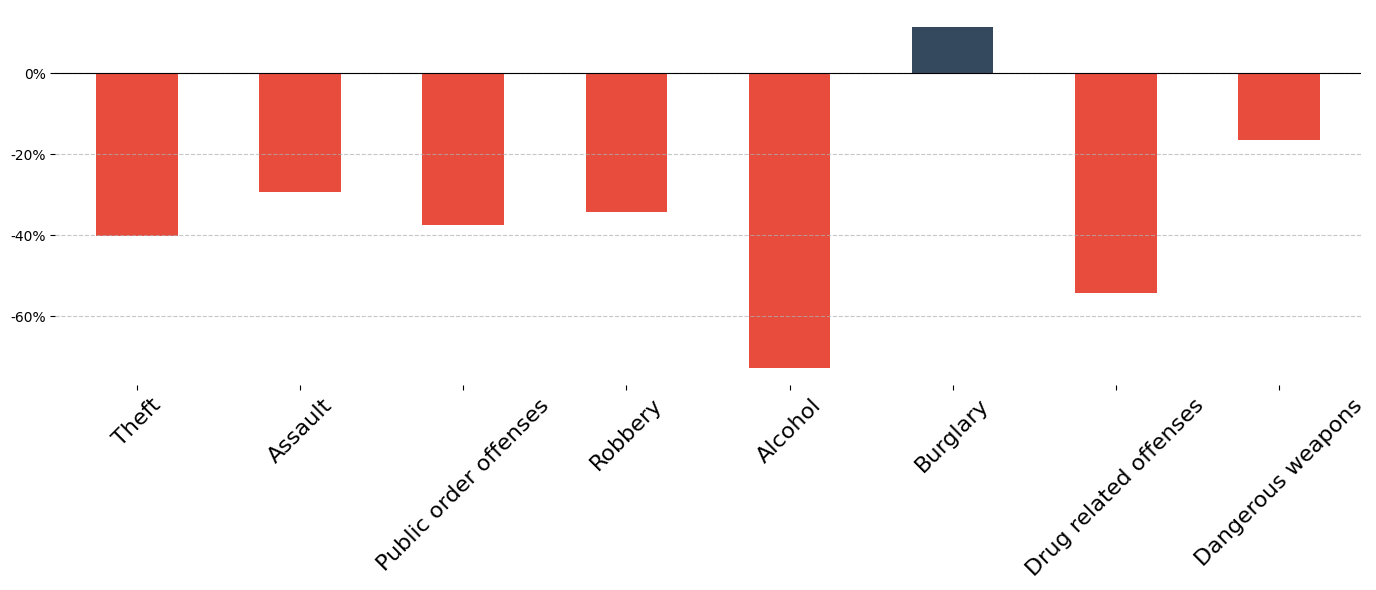 0%
-20%
-40%
-60%
Theft
Assault
Public order offenses
Robbery
Alcohol
Burglary
Drug related offenses
Dangerous weapons